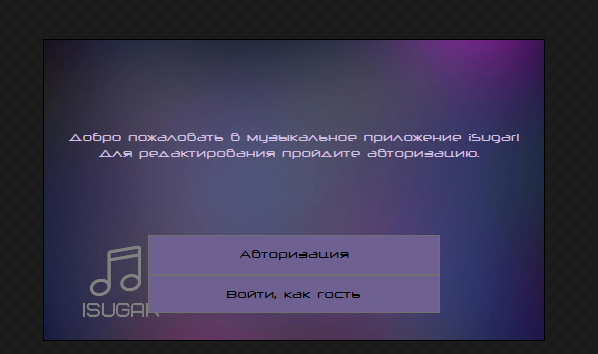 Добро пожаловать в музыкальное приложение iSugar!
Для редактирования пройдите авторизацию.
Авторизация
Войти, как гость
ISUGAR